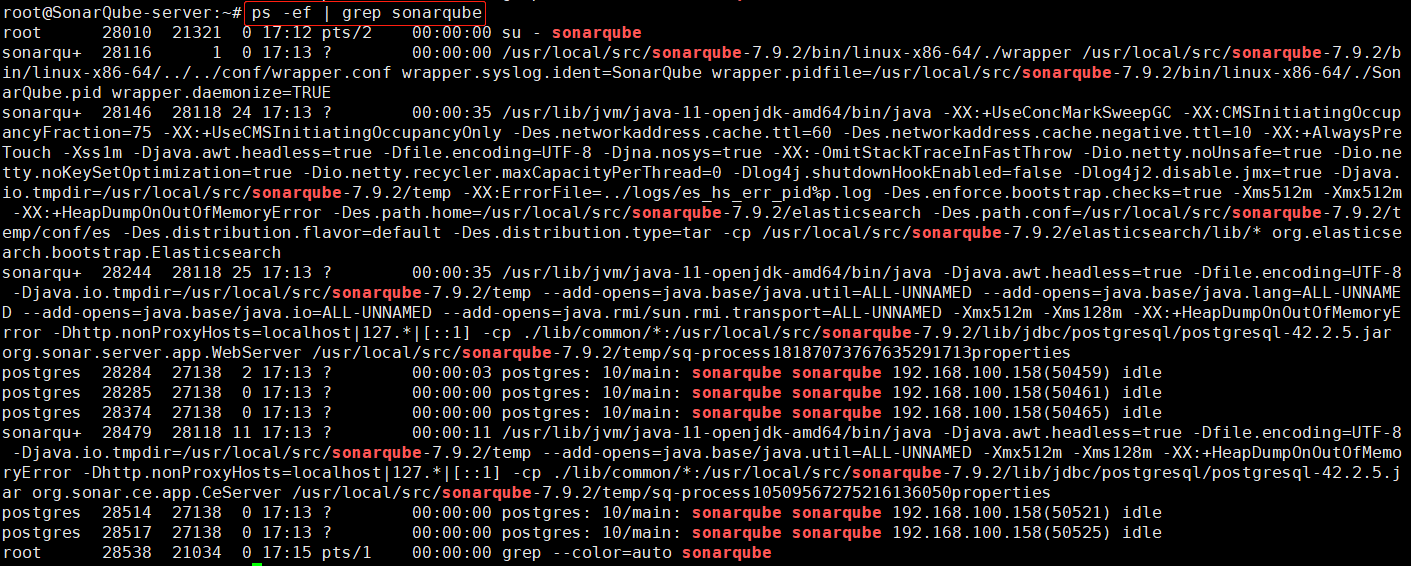 root@SonarQube-server:~# ps -ef | grep sonarqube
root      28010  21321  0 17:12 pts/2    00:00:00 su - sonarqube
sonarqu+  28116      1  0 17:13 ?        00:00:00 /usr/local/src/sonarqube-7.9.2/bin/linux-x86-64/./wrapper /usr/local/src/sonarqube-7.9.2/b
in/linux-x86-64/../../conf/wrapper.conf wrapper.syslog.ident=SonarQube wrapper.pidfile=/usr/local/src/sonarqube-7.9.2/bin/linux-x86-64/./Son
arQube.pid wrapper.daemonize=TRUE
sonarqu+  28146  28118 24 17:13 ?        00:00:35 /usr/lib/jvm/java-11-openjdk-amd64/bin/java -XX:+UseConcMarkSweepGC -XX:CMSInitiatingOccup
ancyFraction=75 -XX:+UseCMSInitiatingOccupancyOnly -Des.networkaddress.cache.ttl=60 -Des.networkaddress.cache.negative.ttl=10 -XX:+AlwaysPre
Touch -Xss1m -Djava.awt.headless=true -Dfile.encoding=UTF-8 -Djna.nosys=true -XX:-OmitStackTraceInFastThrow -Dio.netty.noUnsafe=true -Dio.ne
tty.noKeySetOptimization=true -Dio.netty.recycler.maxCapacityPerThread=0 -Dlog4j.shutdownHookEnabled=false -Dlog4j2.disable.jmx=true -Djava.
io.tmpdir=/usr/local/src/sonarqube-7.9.2/temp -XX:ErrorFile=../logs/es_hs_err_pid%p.log -Des.enforce.bootstrap.checks=true -Xms512m -Xmx512m
 -XX:+HeapDumpOnOutOfMemoryError -Des.path.home=/usr/local/src/sonarqube-7.9.2/elasticsearch -Des.path.conf=/usr/local/src/sonarqube-7.9.2/t
emp/conf/es -Des.distribution.flavor=default -Des.distribution.type=tar -cp /usr/local/src/sonarqube-7.9.2/elasticsearch/lib/* org.elasticse
arch.bootstrap.Elasticsearch
sonarqu+  28244  28118 25 17:13 ?        00:00:35 /usr/lib/jvm/java-11-openjdk-amd64/bin/java -Djava.awt.headless=true -Dfile.encoding=UTF-8
 -Djava.io.tmpdir=/usr/local/src/sonarqube-7.9.2/temp --add-opens=java.base/java.util=ALL-UNNAMED --add-opens=java.base/java.lang=ALL-UNNAME
D --add-opens=java.base/java.io=ALL-UNNAMED --add-opens=java.rmi/sun.rmi.transport=ALL-UNNAMED -Xmx512m -Xms128m -XX:+HeapDumpOnOutOfMemoryE
rror -Dhttp.nonProxyHosts=localhost|127.*|[::1] -cp ./lib/common/*:/usr/local/src/sonarqube-7.9.2/lib/jdbc/postgresql/postgresql-42.2.5.jar
org.sonar.server.app.WebServer /usr/local/src/sonarqube-7.9.2/temp/sq-process18187073767635291713properties
postgres  28284  27138  2 17:13 ?        00:00:03 postgres: 10/main: sonarqube sonarqube 192.168.100.158(50459) idle
postgres  28285  27138  0 17:13 ?        00:00:00 postgres: 10/main: sonarqube sonarqube 192.168.100.158(50461) idle
postgres  28374  27138  0 17:13 ?        00:00:00 postgres: 10/main: sonarqube sonarqube 192.168.100.158(50465) idle
sonarqu+  28479  28118 11 17:13 ?        00:00:11 /usr/lib/jvm/java-11-openjdk-amd64/bin/java -Djava.awt.headless=true -Dfile.encoding=UTF-8
 -Djava.io.tmpdir=/usr/local/src/sonarqube-7.9.2/temp --add-opens=java.base/java.util=ALL-UNNAMED -Xmx512m -Xms128m -XX:+HeapDumpOnOutOfMemo
ryError -Dhttp.nonProxyHosts=localhost|127.*|[::1] -cp ./lib/common/*:/usr/local/src/sonarqube-7.9.2/lib/jdbc/postgresql/postgresql-42.2.5.j
ar org.sonar.ce.app.CeServer /usr/local/src/sonarqube-7.9.2/temp/sq-process10509567275216136050properties
postgres  28514  27138  0 17:13 ?        00:00:00 postgres: 10/main: sonarqube sonarqube 192.168.100.158(50521) idle
postgres  28517  27138  0 17:13 ?        00:00:00 postgres: 10/main: sonarqube sonarqube 192.168.100.158(50525) idle
root      28538  21034  0 17:15 pts/1    00:00:00 grep --color=auto sonarqube